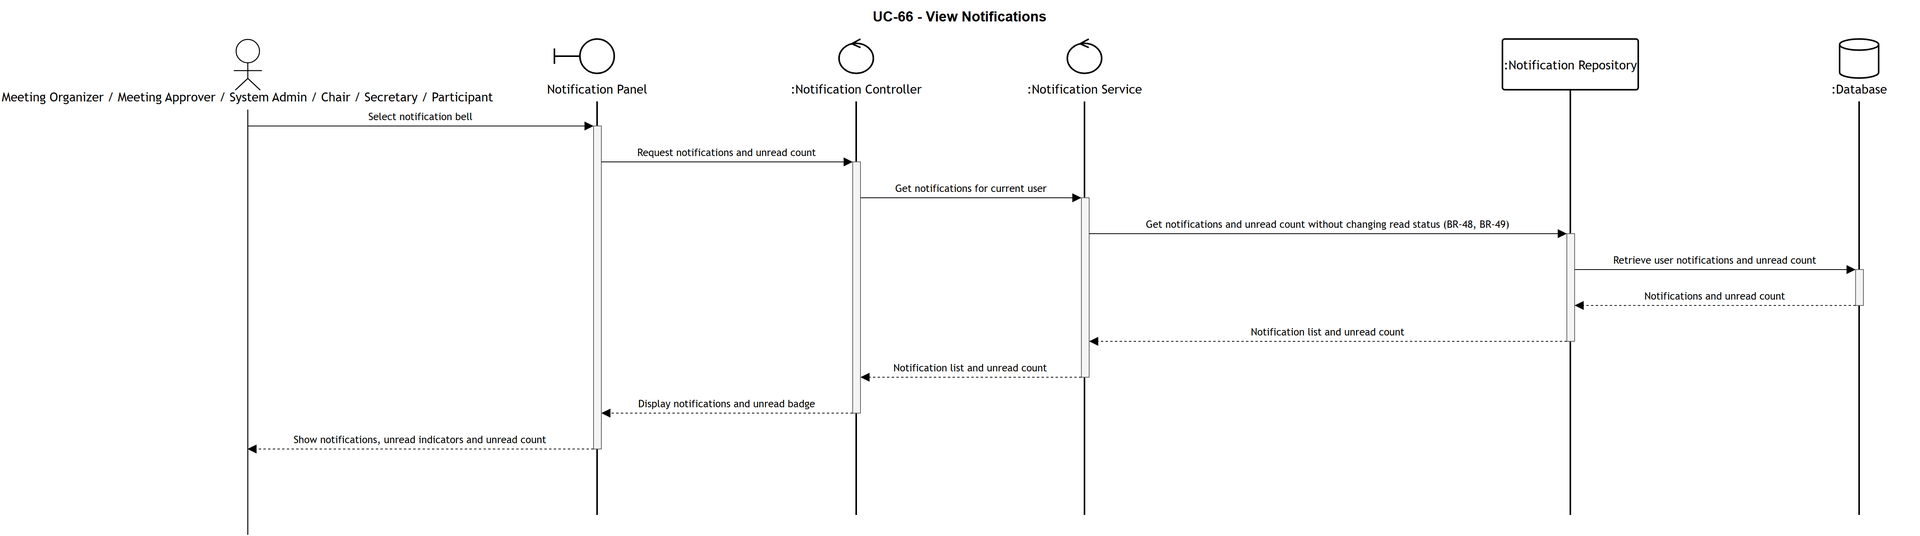 UC-66 - View Notifications
Meeting Organizer / Meeting Approver / System Admin / Chair / Secretary / Participant
Notification Panel
:Notification Controller
:Notification Service
:Notification Repository
:Database
Select notification bell
Request notifications and unread count
Get notifications for current user
Get notifications and unread count without changing read status (BR-48, BR-49)
Retrieve user notifications and unread count
Notifications and unread count
Notification list and unread count
Notification list and unread count
Display notifications and unread badge
Show notifications, unread indicators and unread count